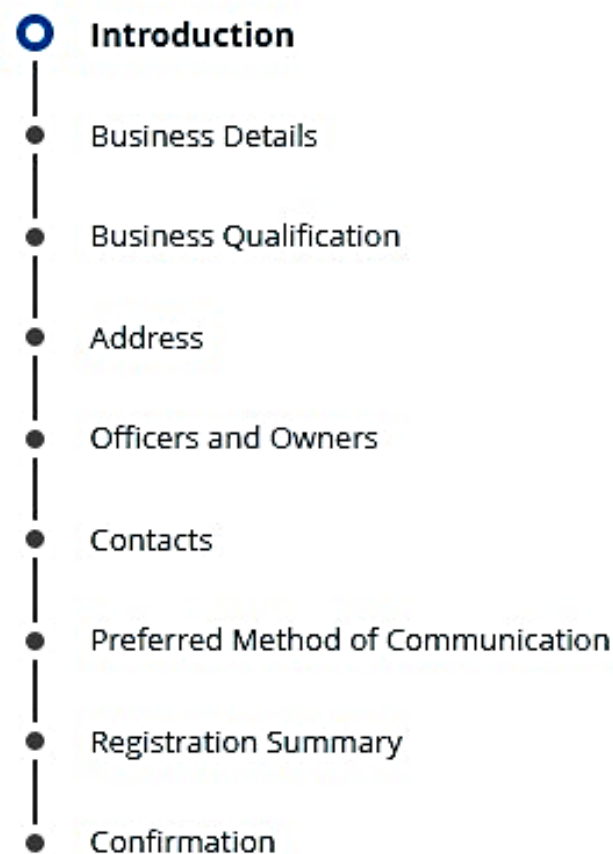 Introduction
Business Details
Business Qualification
Address
Officers and Owners
Contacts
Preferred Method of Communication
Registration Summary
Confirmation